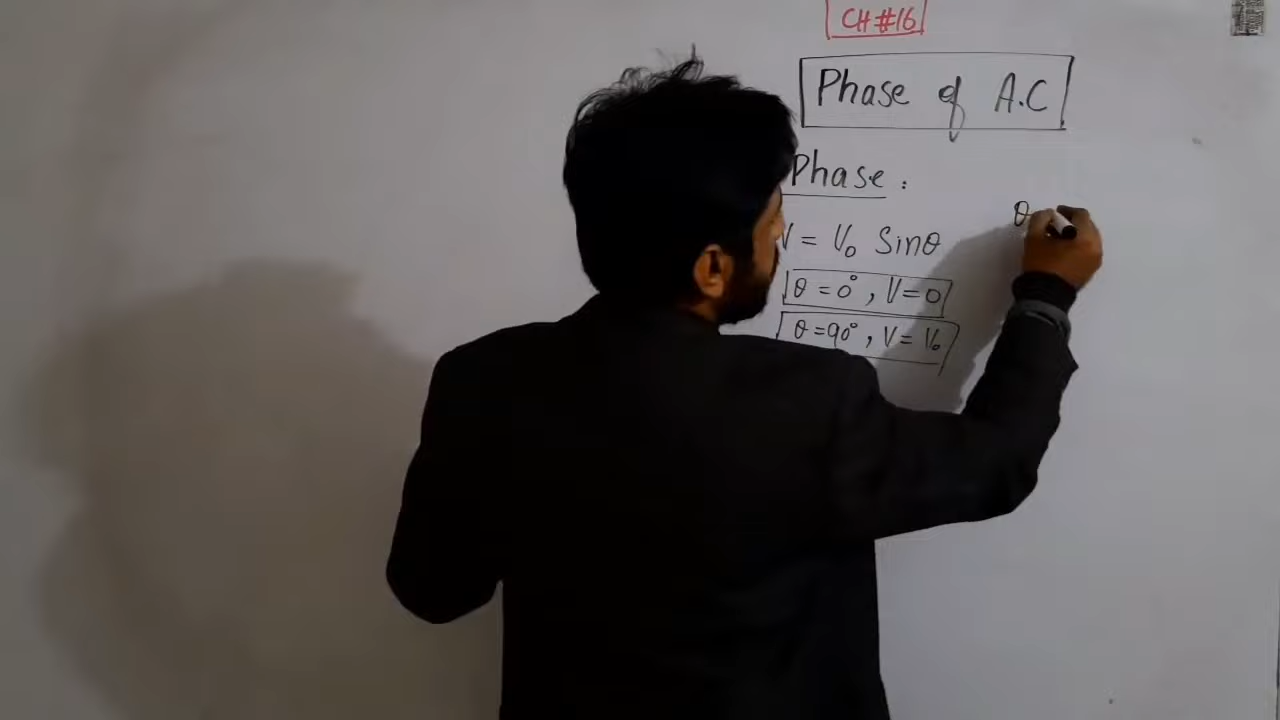 CH#16
Phase of A.C
Phase :
V = V₀ Sinθ
θ = 0°, V=0
θ =90°, V= V₀
θ